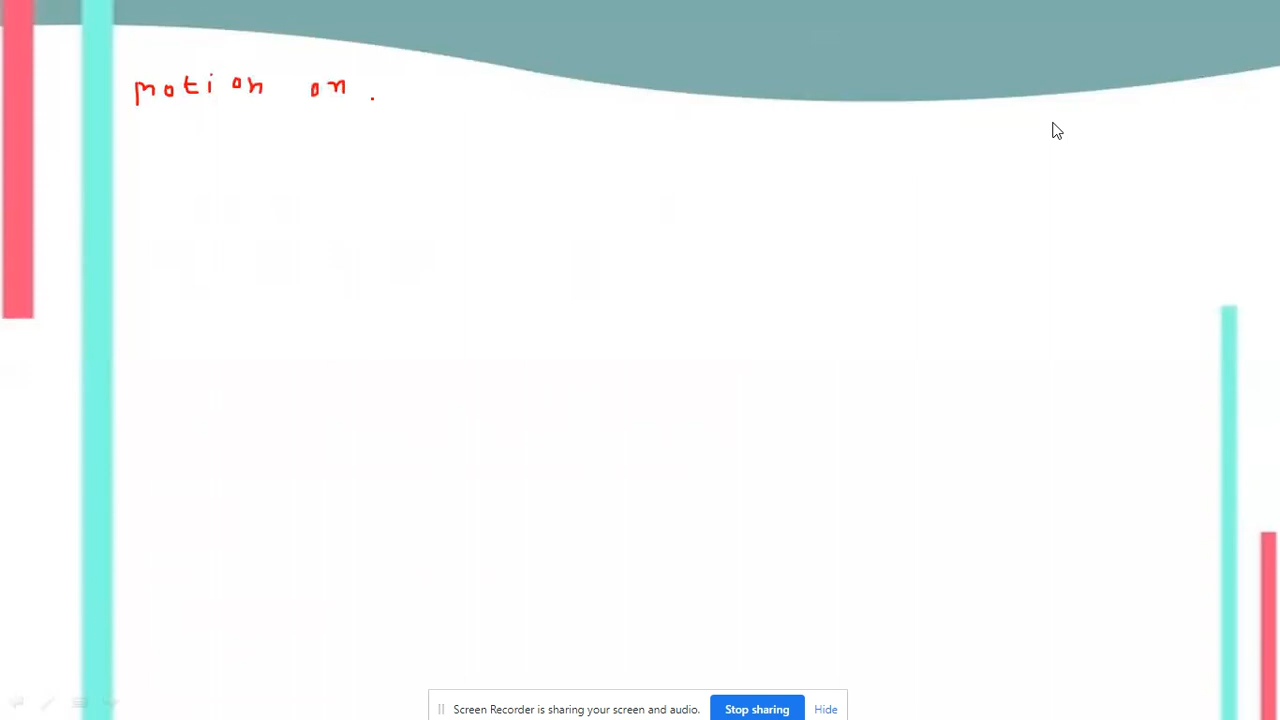 motion on .
Screen Recorder is sharing your screen and audio. Stop sharing Hide